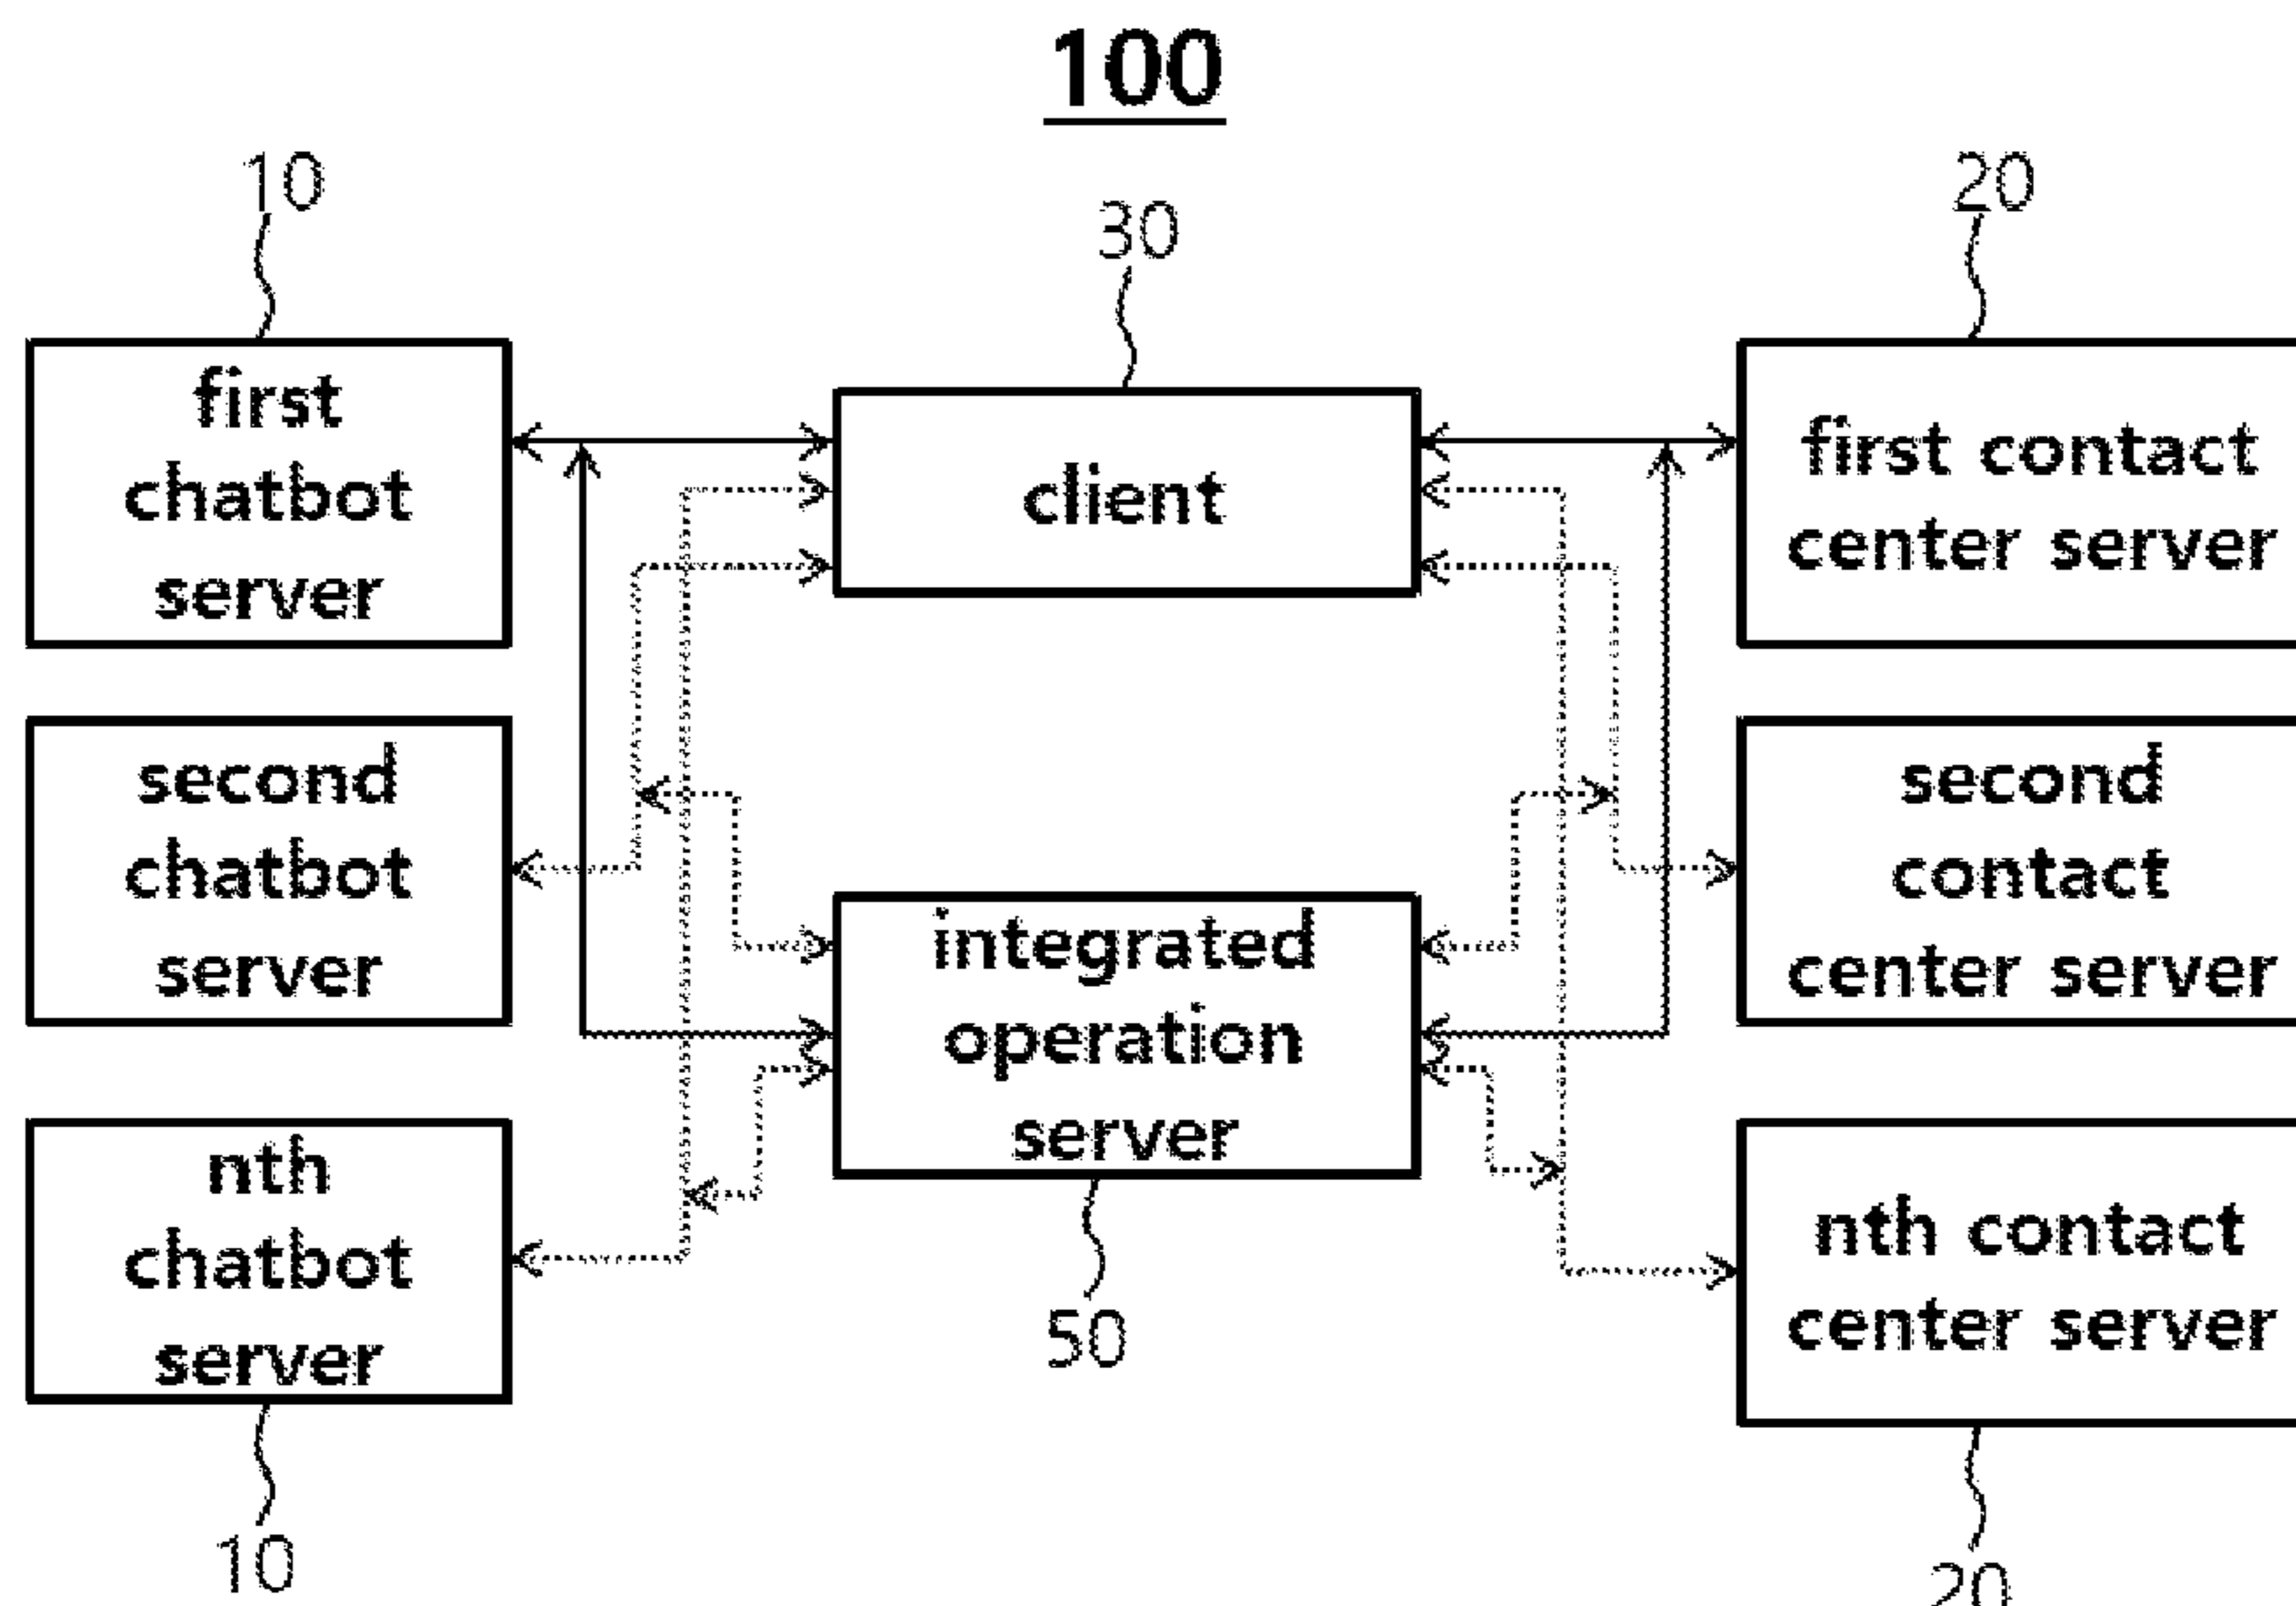 100
10
30
20
first
chatbot
server
client
first contact
center server
second
chatbot
server
integrated
operation
server
second
contact
center server
nth
chatbot
server
nth contact
center server
50
10
20